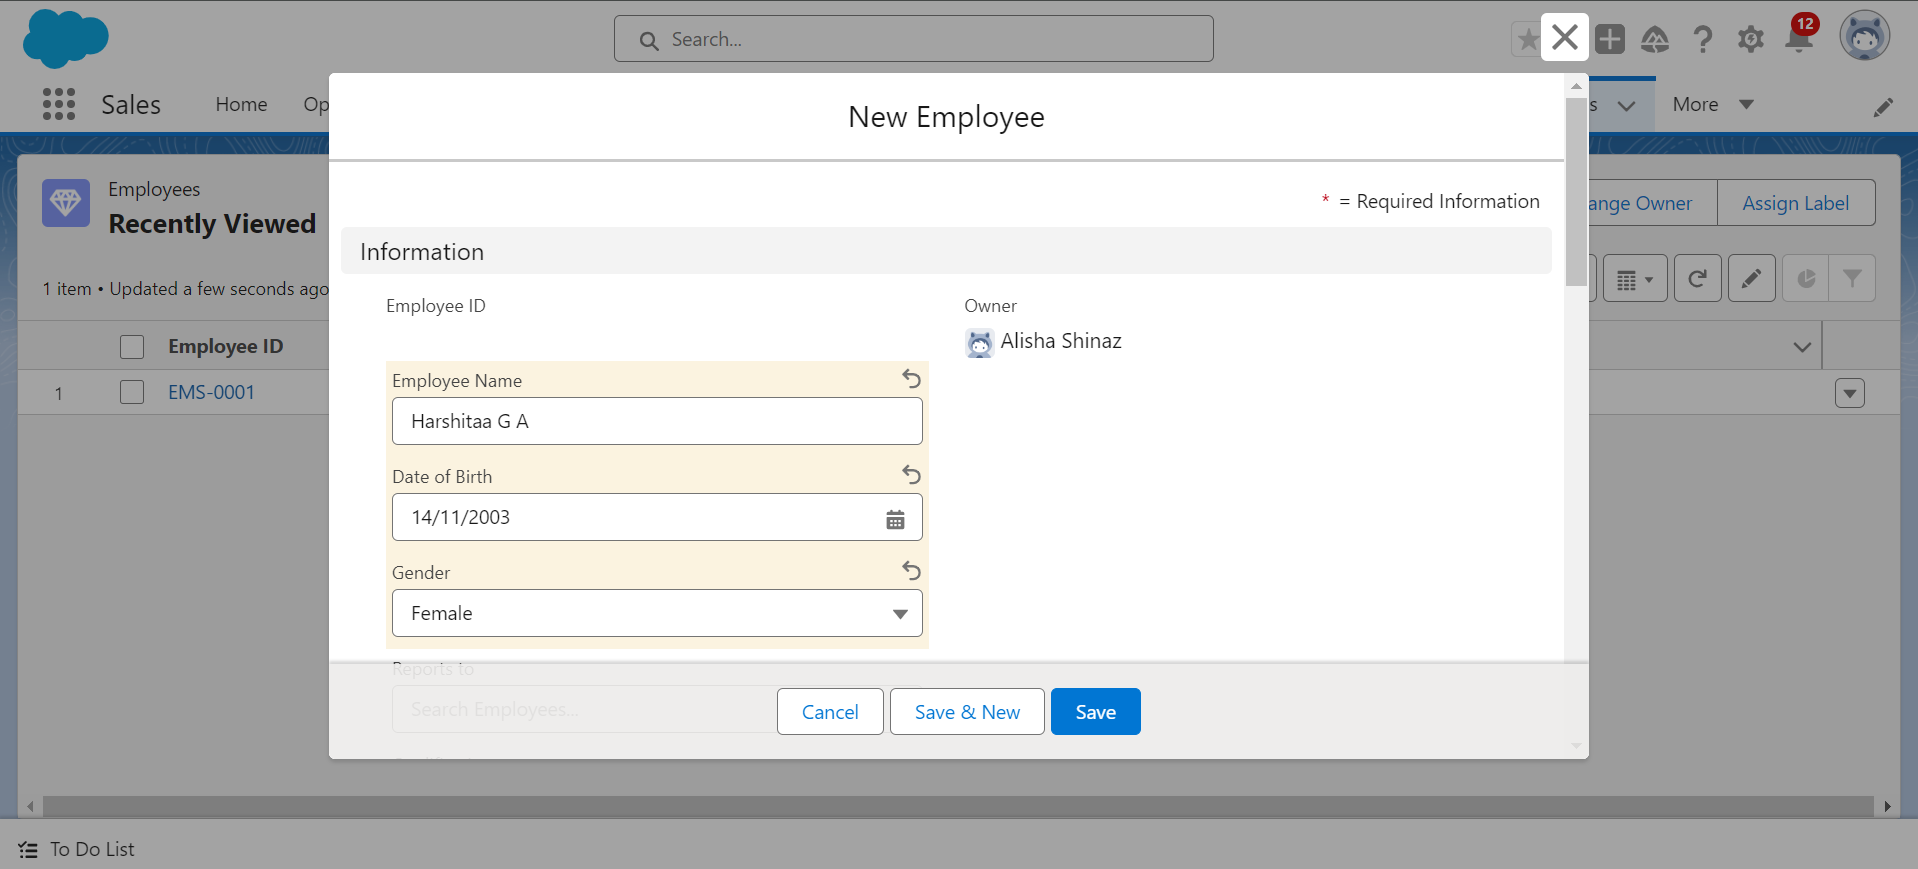 Search...
12
Sales
Home
Op
s
More
New Employee
Employees
Recently Viewed
* = Required Information
ange Owner
Assign Label
Information
1 item • Updated a few seconds ago
Employee ID
Owner
Alisha Shinaz
Employee ID
Employee Name
1
EMS-0001
Harshitaa G A
Date of Birth
14/11/2003
Gender
Female
Reports to
Search Employees...
Cancel
Save & New
Save
To Do List